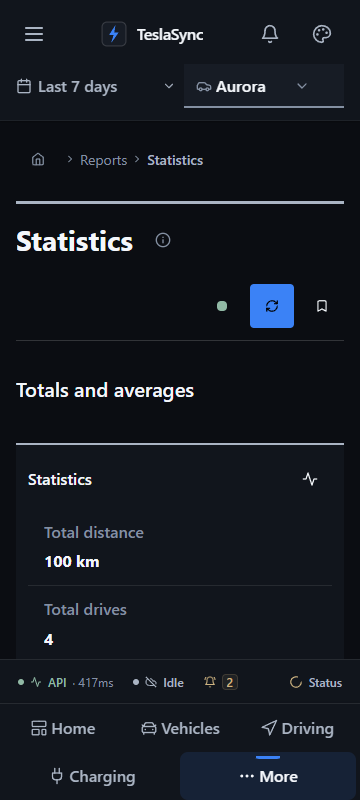 TeslaSync
Last 7 days Aurora
Reports Statistics
Statistics
Totals and averages
Statistics
Total distance
100 km
Total drives
4
API · 417ms Idle 2 Status
Home Vehicles Driving
Charging More